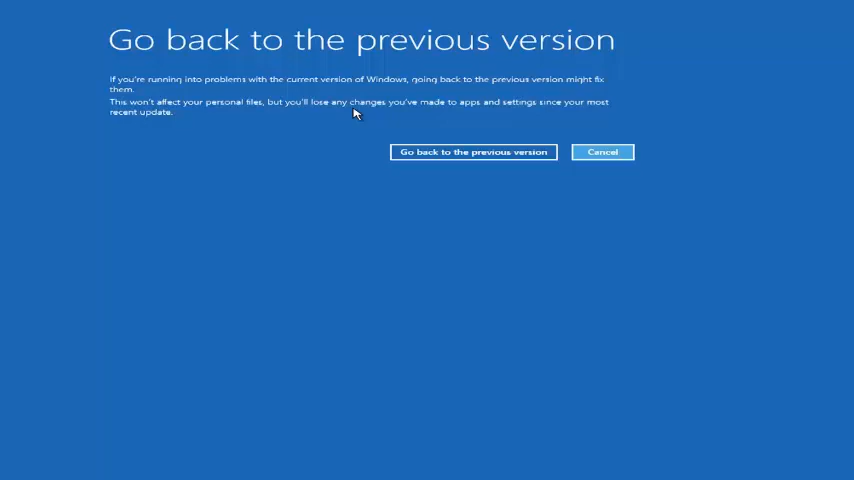 Go back to the previous version
If you're running into problems with the current version of Windows, going back to the previous version might fix
them.
This won't affect your personal files, but you'll lose any changes you've made to apps and settings since your most
recent update.
Go back to the previous version
Cancel